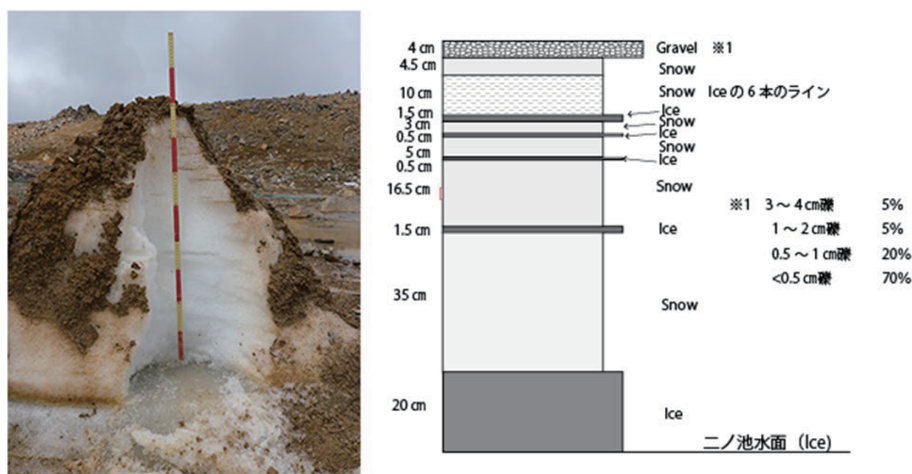 4 cm Gravel ※1
4.5 cm Snow
10 cm Snow Iceの6本のライン
1.5 cm Ice
3 cm Snow
0.5 cm Ice
5 cm Snow
0.5 cm Ice
16.5 cm Snow
※1 3～4cm礫 5%
1.5 cm Ice 1～2cm礫 5%
0.5～1cm礫 20%
<0.5cm礫 70%
35 cm Snow
20 cm Ice
二ノ池水面（Ice）